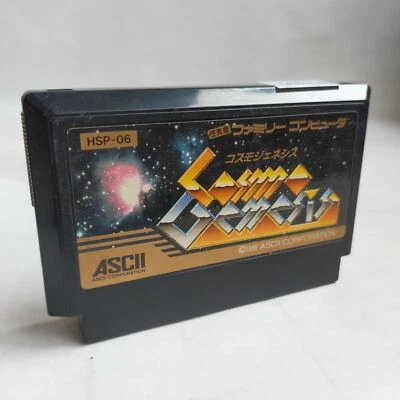 HSP-06
任天堂 ファミリーコンピュータ
コスモジェネシス
Cosmo
Genesis
ASCII
ASCII CORPORATION
ASCII CORPORATION